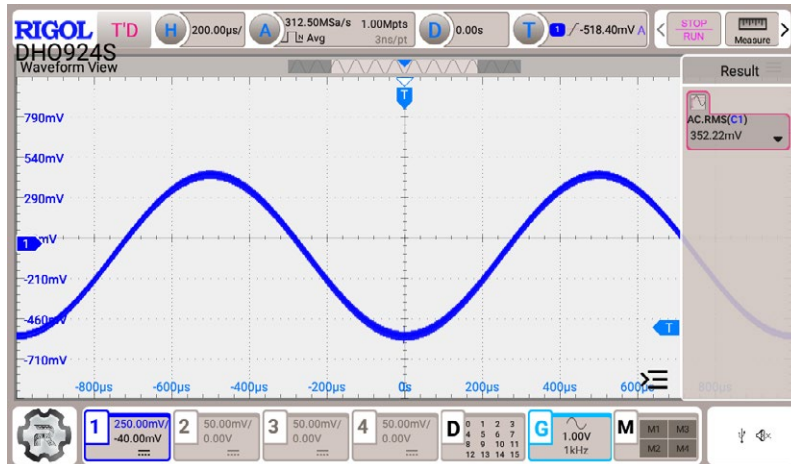 RIGOL T'D H 200.00μs/ A 312.50MSa/s 1.00Mpts D 0.00s T 1 -518.40mV A < STOP >
Avg 3ns/pt RUN Measure
DHO924S
Waveform View Result
790mV
AC.RMS(C1)
352.22mV
540mV
290mV
1 mV
-210mV
-460mV
T
-710mV
-800μs -600μs -400μs -200μs 0s 200μs 400μs 600μs 800μs
1 250.00mV/ 2 50.00mV/ 3 50.00mV/ 4 50.00mV/ D 0 1 2 3 G 1.00V M M1 M3
-40.00mV 0.00V 0.00V 0.00V 4 5 6 7 1kHz M2 M4
8 9 10 11
12 13 14 15